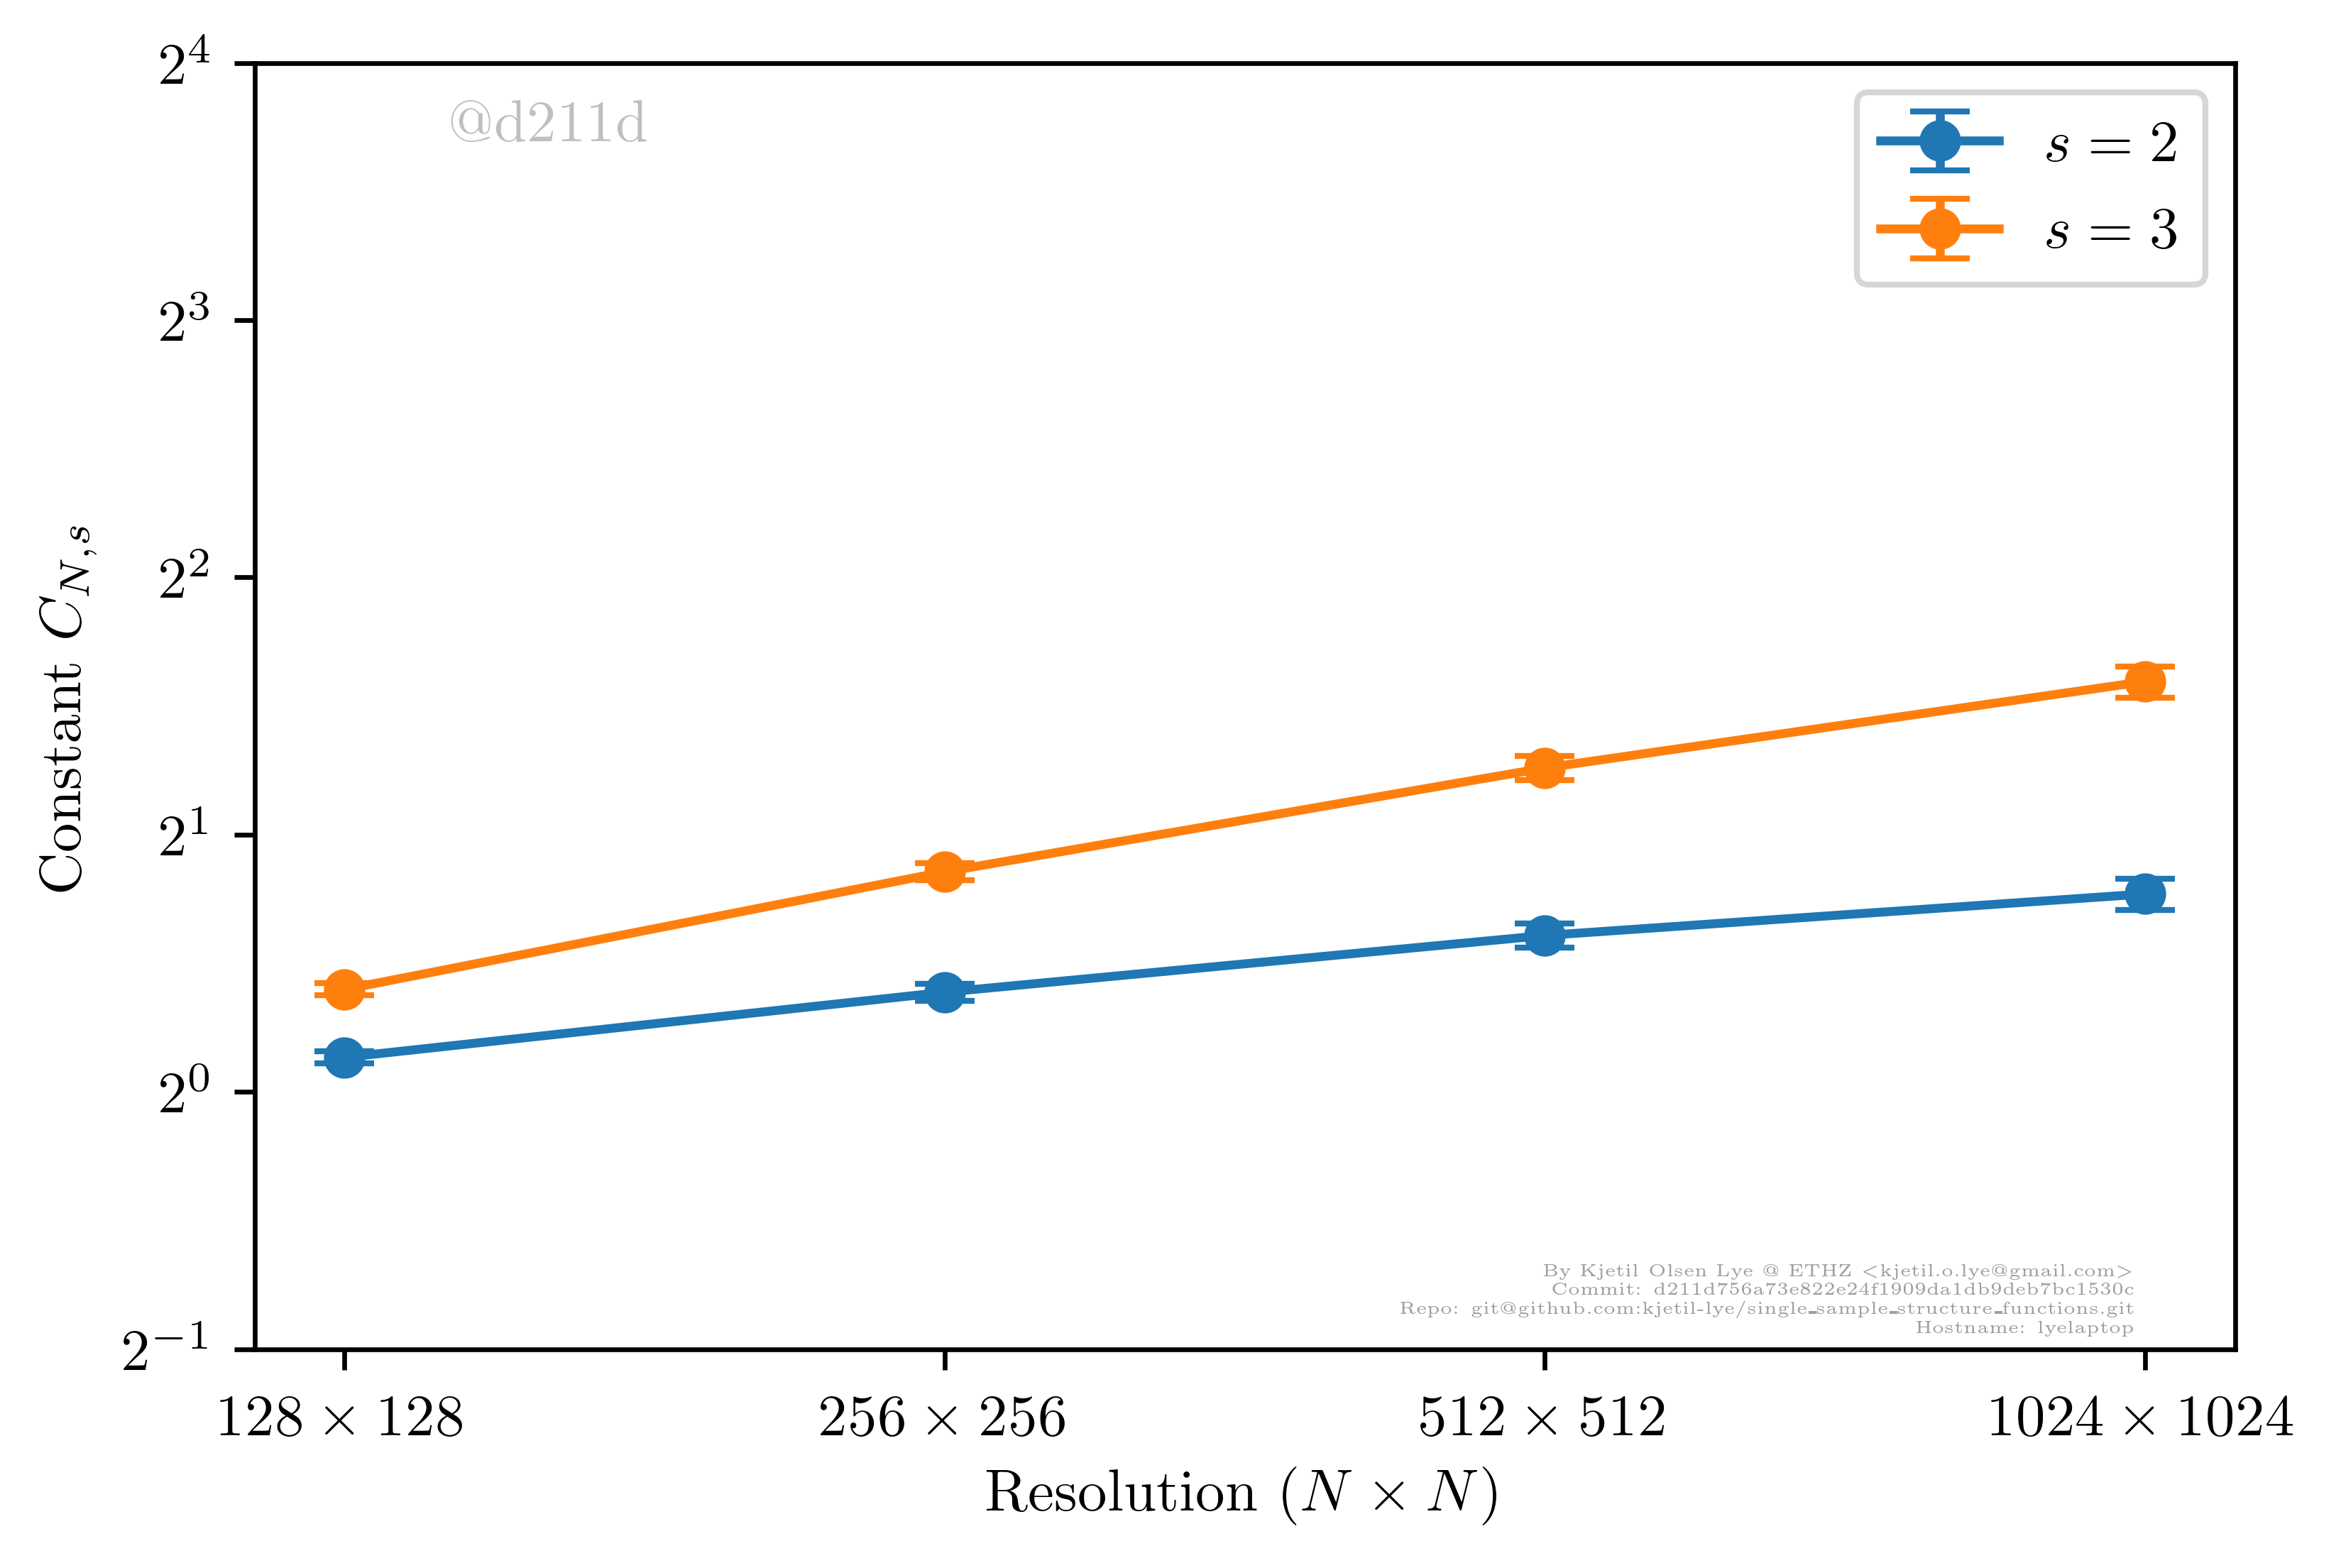 @d211d
s = 2
s = 3
2^4
2^3
2^2
2^1
2^0
2^{-1}
Constant C_{N,s}
By Kjetil Olsen Lye @ ETHZ <kjetil.o.lye@gmail.com>
Commit: d211d756a73e822e24f1909da1db9deb7bc1530c
Repo: git@github.com:kjetil-lye/single_sample_structure_functions.git
Hostname: lyelaptop
128 × 128
256 × 256
512 × 512
1024 × 1024
Resolution (N × N)